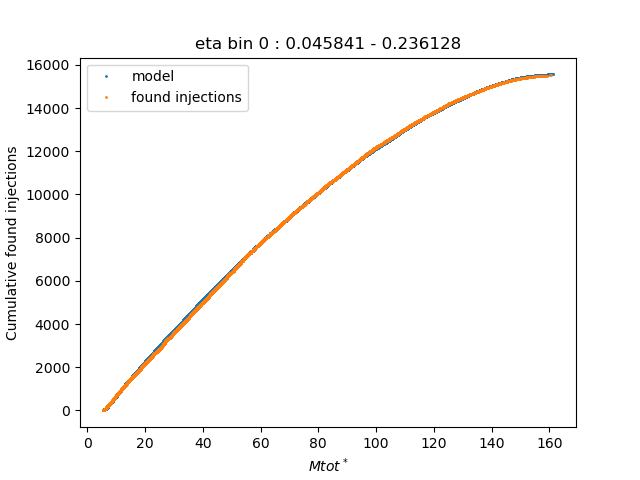 eta bin 0 : 0.045841 - 0.236128
model
found injections
Cumulative found injections
16000
14000
12000
10000
8000
6000
4000
2000
0
0 20 40 60 80 100 120 140 160
Mtot*